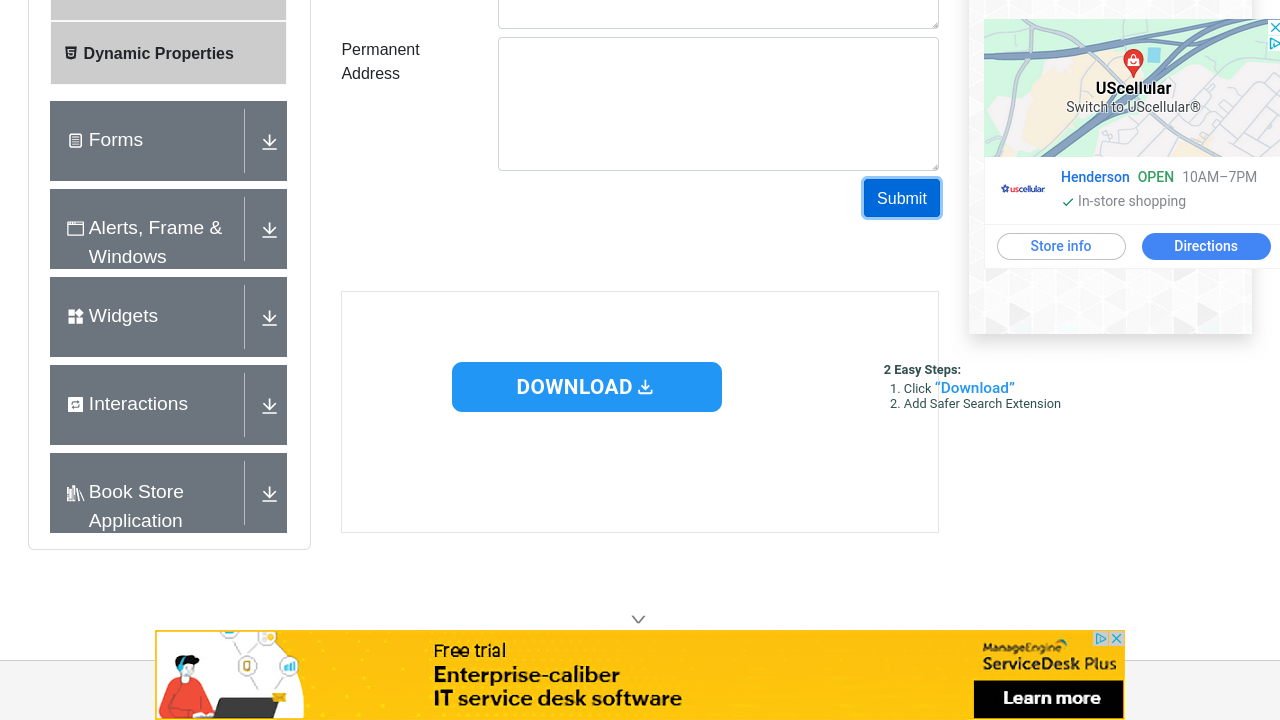 Dynamic Properties
Forms
Alerts, Frame &
Windows
Widgets
Interactions
Book Store
Application
Permanent
Address
Submit
DOWNLOAD
2 Easy Steps:
1. Click “Download”
2. Add Safer Search Extension
UScellular
Switch to UScellular®
uscellular
Henderson OPEN 10AM–7PM
In-store shopping
Store info
Directions
Free trial
Enterprise-caliber
IT service desk software
ManageEngine
ServiceDesk Plus
Learn more